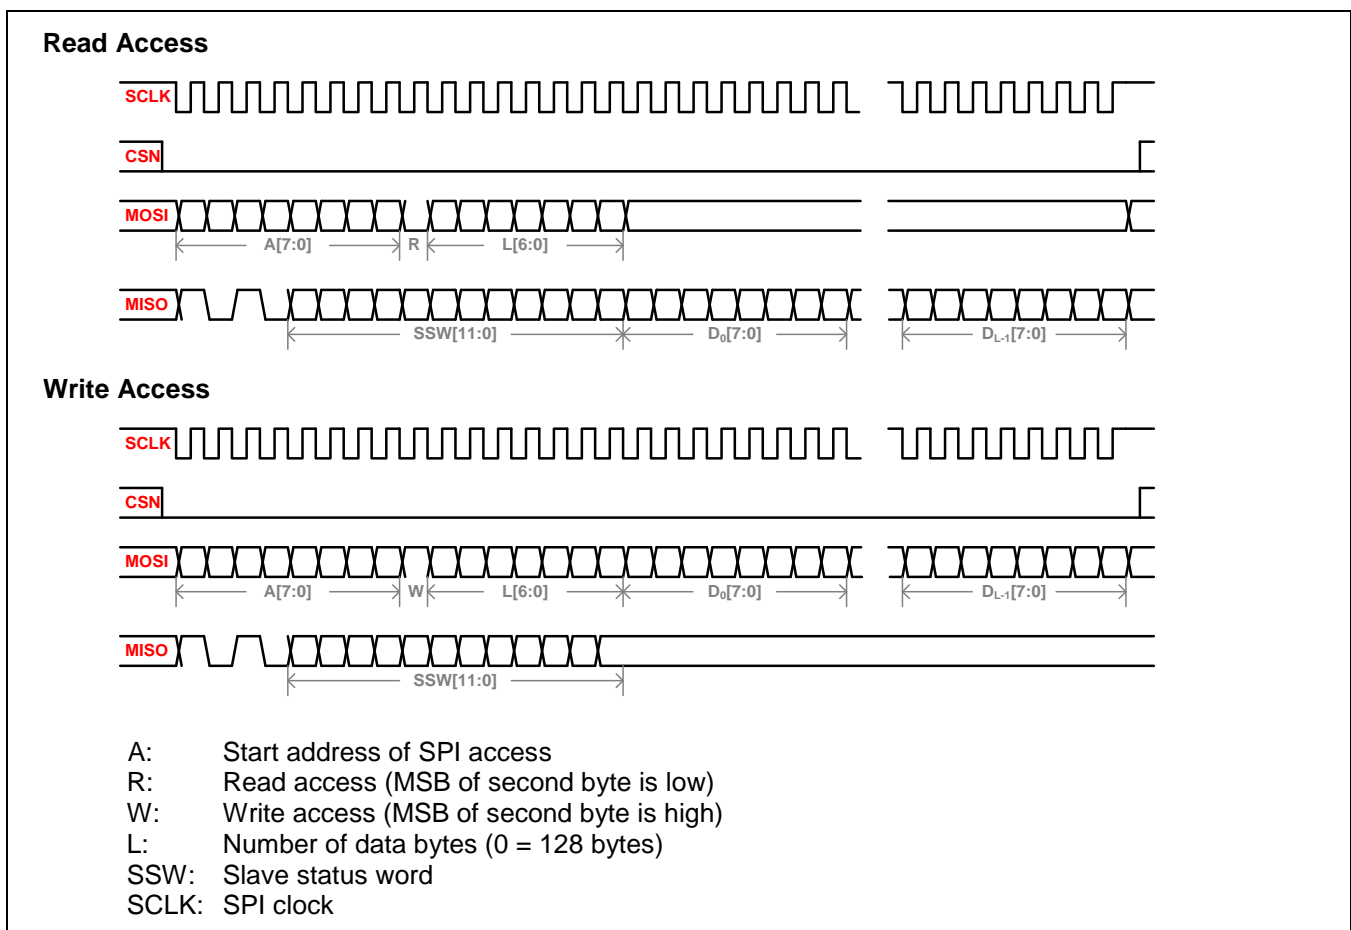 Read Access
SCLK
CSN
MOSI
A[7:0] R L[6:0]
MISO
SSW[11:0] D₀[7:0] D_L-1[7:0]
Write Access
SCLK
CSN
MOSI
A[7:0] W L[6:0] D₀[7:0] D_L-1[7:0]
MISO
SSW[11:0]
A: Start address of SPI access
R: Read access (MSB of second byte is low)
W: Write access (MSB of second byte is high)
L: Number of data bytes (0 = 128 bytes)
SSW: Slave status word
SCLK: SPI clock